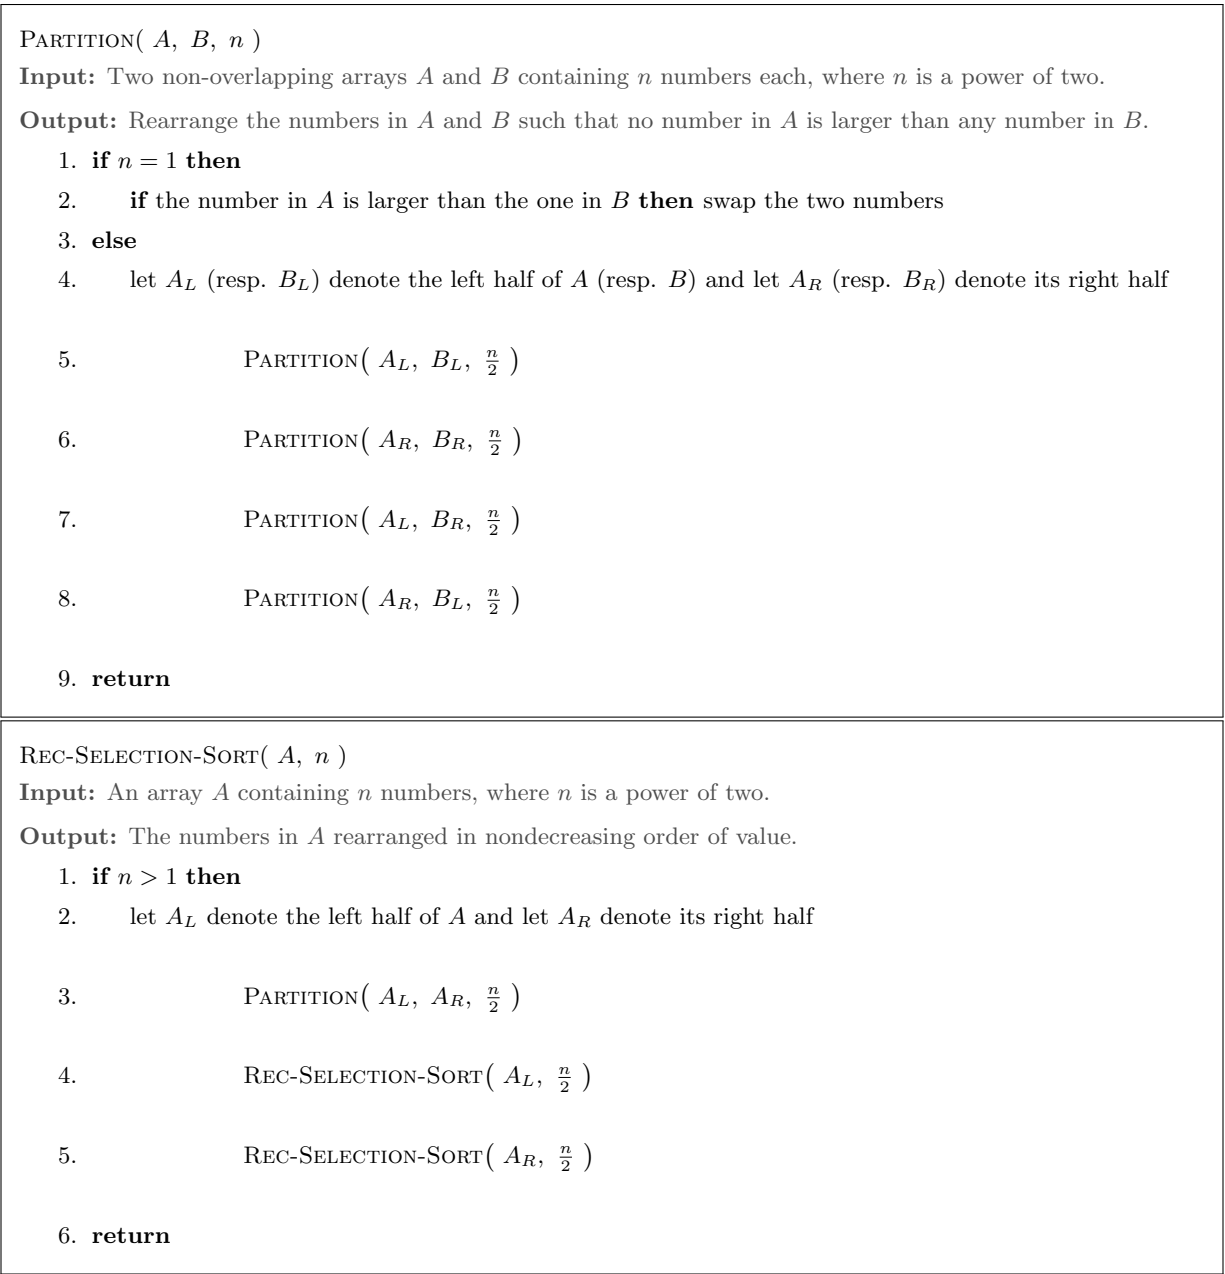 PARTITION( A, B, n )
Input: Two non-overlapping arrays A and B containing n numbers each, where n is a power of two.
Output: Rearrange the numbers in A and B such that no number in A is larger than any number in B.
1. if n = 1 then
2. if the number in A is larger than the one in B then swap the two numbers
3. else
4. let A_L (resp. B_L) denote the left half of A (resp. B) and let A_R (resp. B_R) denote its right half
5. PARTITION( A_L, B_L, n/2 )
6. PARTITION( A_R, B_R, n/2 )
7. PARTITION( A_L, B_R, n/2 )
8. PARTITION( A_R, B_L, n/2 )
9. return
REC-SELECTION-SORT( A, n )
Input: An array A containing n numbers, where n is a power of two.
Output: The numbers in A rearranged in nondecreasing order of value.
1. if n > 1 then
2. let A_L denote the left half of A and let A_R denote its right half
3. PARTITION( A_L, A_R, n/2 )
4. REC-SELECTION-SORT( A_L, n/2 )
5. REC-SELECTION-SORT( A_R, n/2 )
6. return